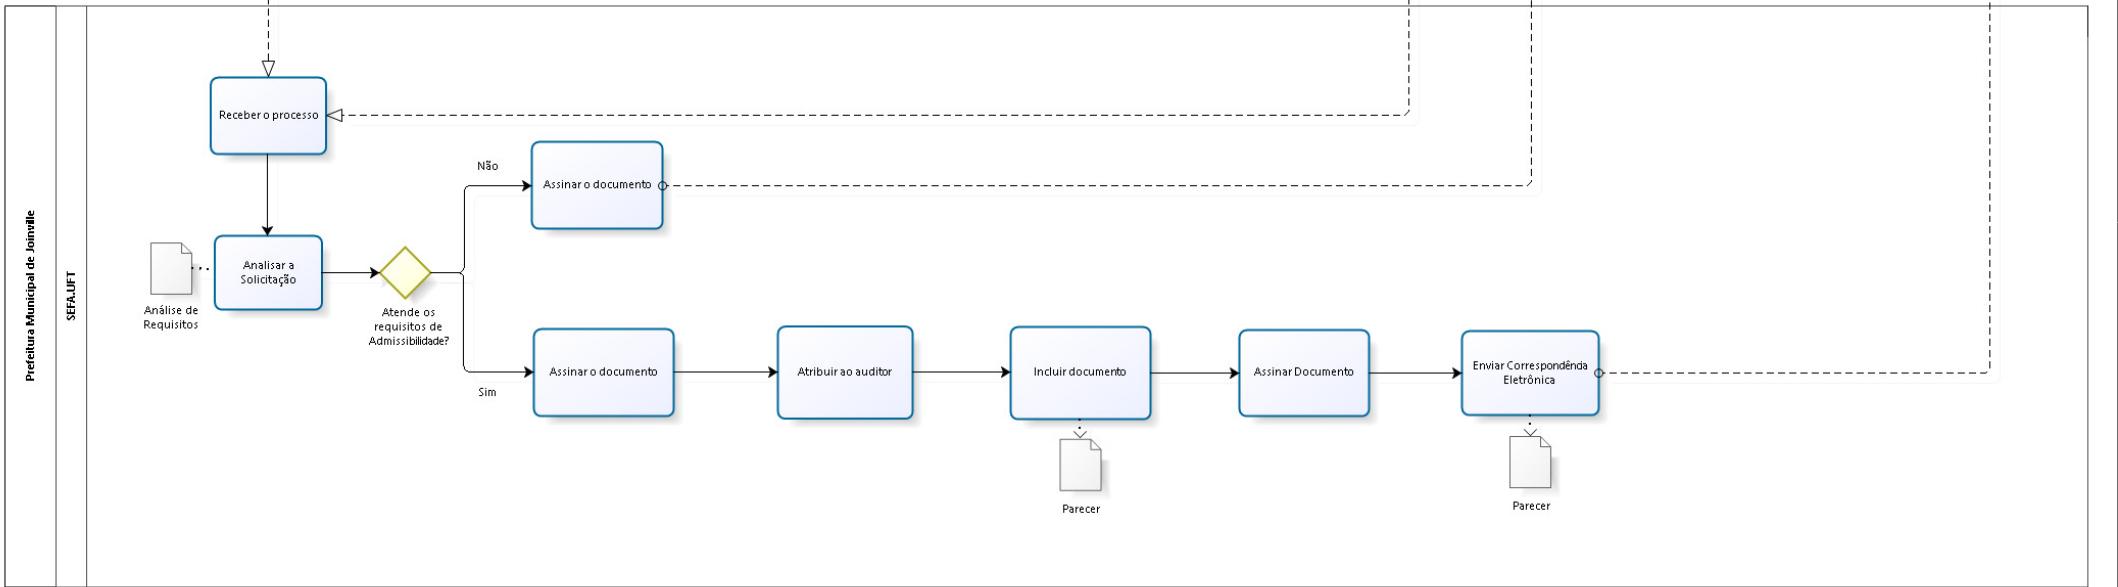 Prefeitura Municipal de Joinville
SEFA.UFT
Receber o processo
Não
Assinar o documento
Analisar a
Solicitação
Análise de
Requisitos
Atende os
requisitos de
Admissibilidade?
Sim
Assinar o documento
Atribuir ao auditor
Incluir documento
Assinar Documento
Enviar Correspondência
Eletrônica
Parecer
Parecer